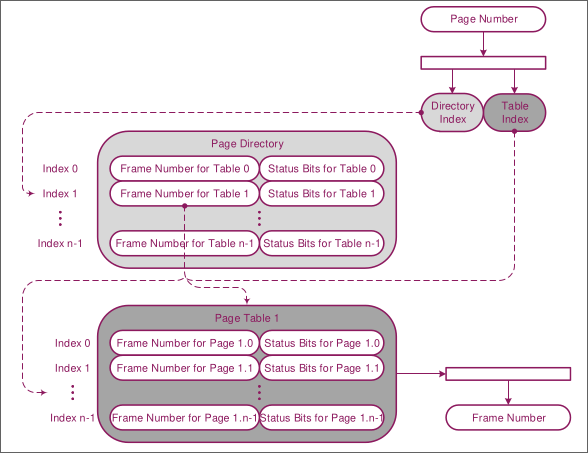 Page Number
Directory
Index
Table
Index
Page Directory
Index 0
Frame Number for Table 0
Status Bits for Table 0
Index 1
Frame Number for Table 1
Status Bits for Table 1
Index n-1
Frame Number for Table n-1
Status Bits for Table n-1
Page Table 1
Index 0
Frame Number for Page 1.0
Status Bits for Page 1.0
Index 1
Frame Number for Page 1.1
Status Bits for Page 1.1
Index n-1
Frame Number for Page 1.n-1
Status Bits for Page 1.n-1
Frame Number